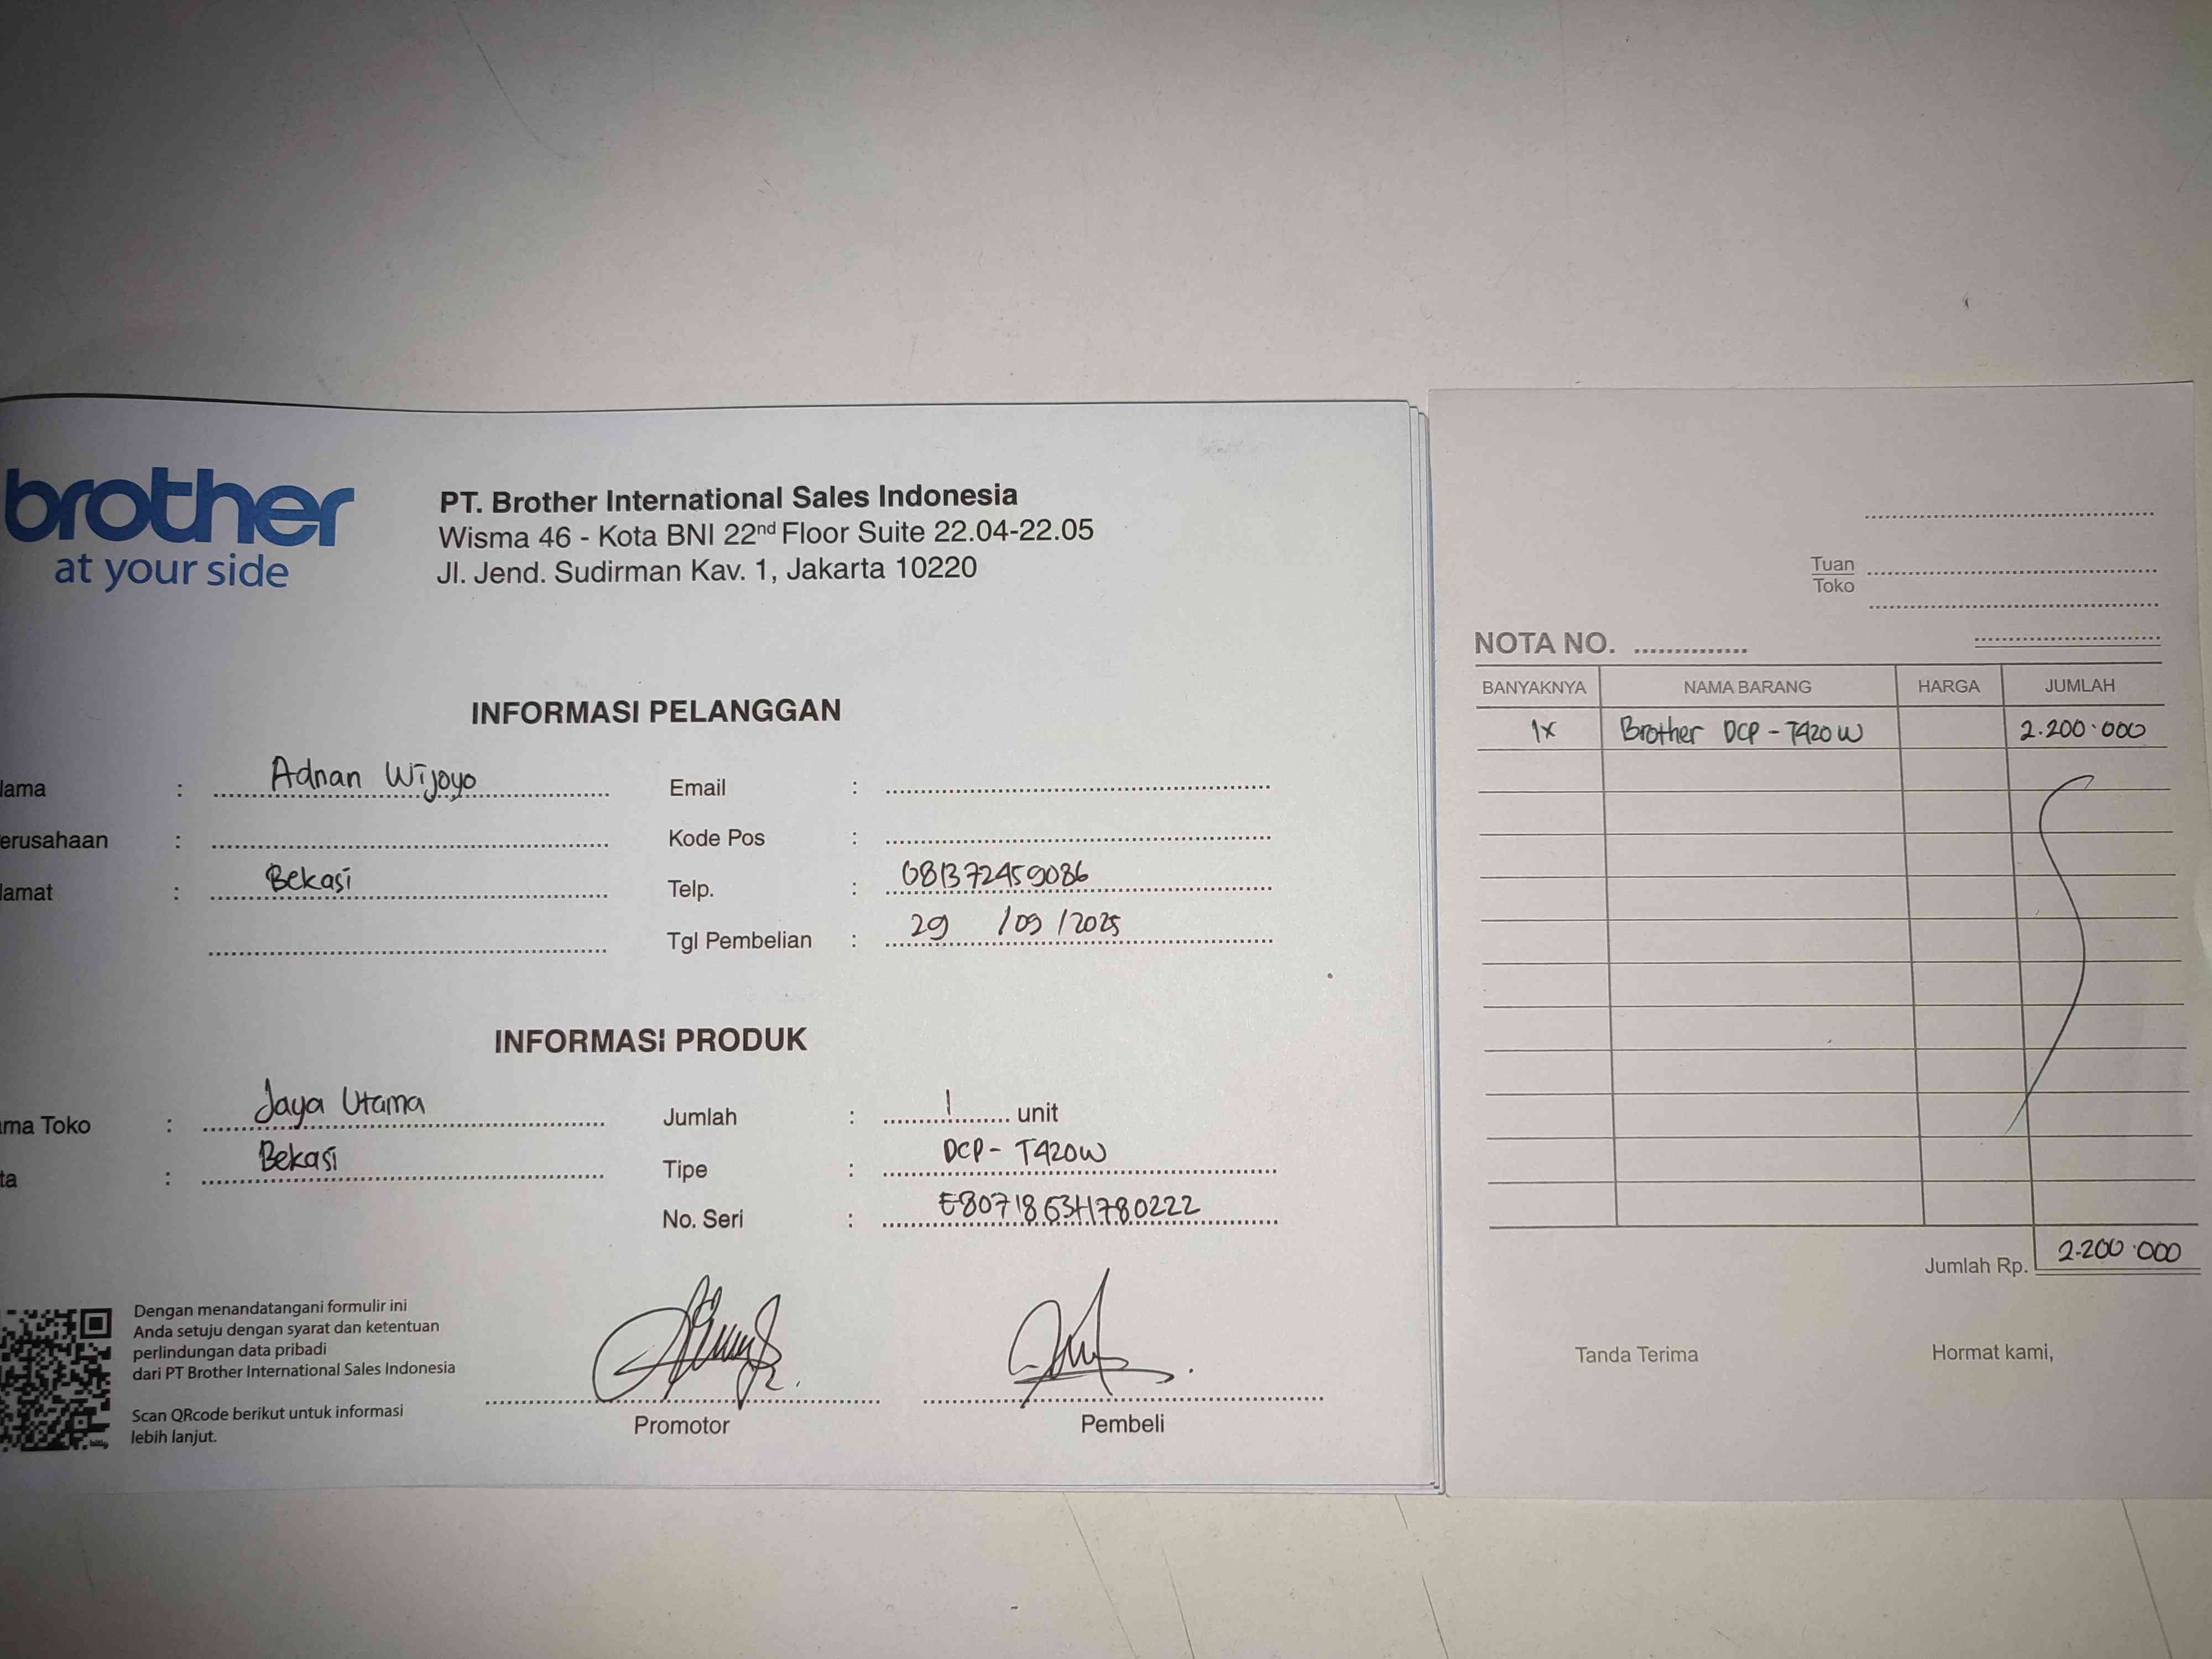 brother
at your side
PT. Brother International Sales Indonesia
Wisma 46 - Kota BNI 22nd Floor Suite 22.04-22.05
Jl. Jend. Sudirman Kav. 1, Jakarta 10220
INFORMASI PELANGGAN
lama : Adnan Wijoyo
erusahaan :
lamat : Bekasi
Email :
Kode Pos :
Telp. : 081372459086
Tgl Pembelian : 29 /09 /2025
INFORMASI PRODUK
ma Toko : Jaya Utama
ta : Bekasi
Jumlah : 1 unit
Tipe : DCP - T420W
No. Seri : E80718G3H780222
Dengan menandatangani formulir ini
Anda setuju dengan syarat dan ketentuan
perlindungan data pribadi
dari PT Brother International Sales Indonesia
Scan QRcode berikut untuk informasi
lebih lanjut.
Promotor
Pembeli
Tuan
Toko
NOTA NO.
BANYAKNYA NAMA BARANG HARGA JUMLAH
1x Brother DCP - T420W 2.200.000
Jumlah Rp. 2.200.000
Tanda Terima Hormat kami,